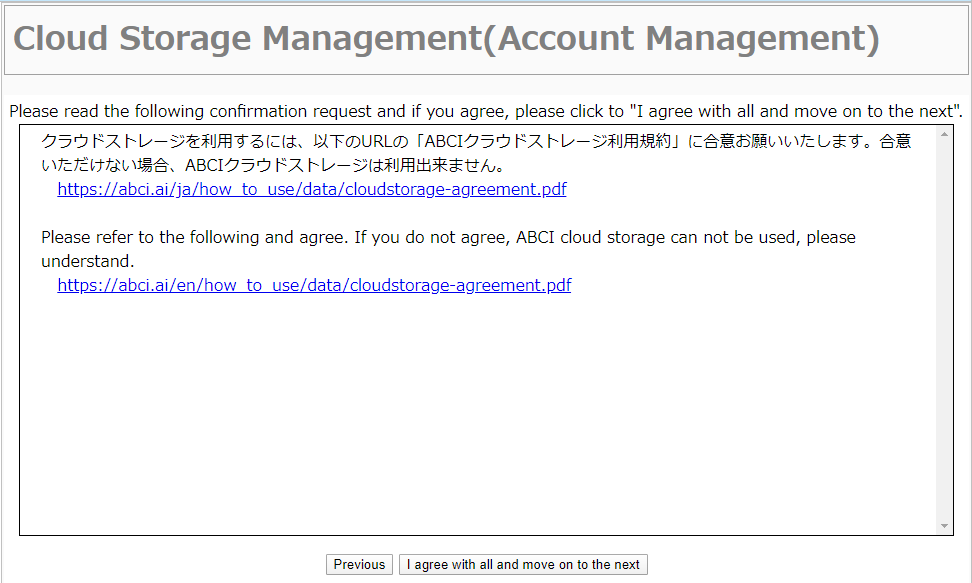 Cloud Storage Management(Account Management)
Please read the following confirmation request and if you agree, please click to "I agree with all and move on to the next".
クラウドストレージを利用するには、以下のURLの「ABCIクラウドストレージ利用規約」に合意お願いいたします。合意
いただけない場合、ABCIクラウドストレージは利用出来ません。
https://abci.ai/ja/how_to_use/data/cloudstorage-agreement.pdf
Please refer to the following and agree. If you do not agree, ABCI cloud storage can not be used, please
understand.
https://abci.ai/en/how_to_use/data/cloudstorage-agreement.pdf
Previous I agree with all and move on to the next